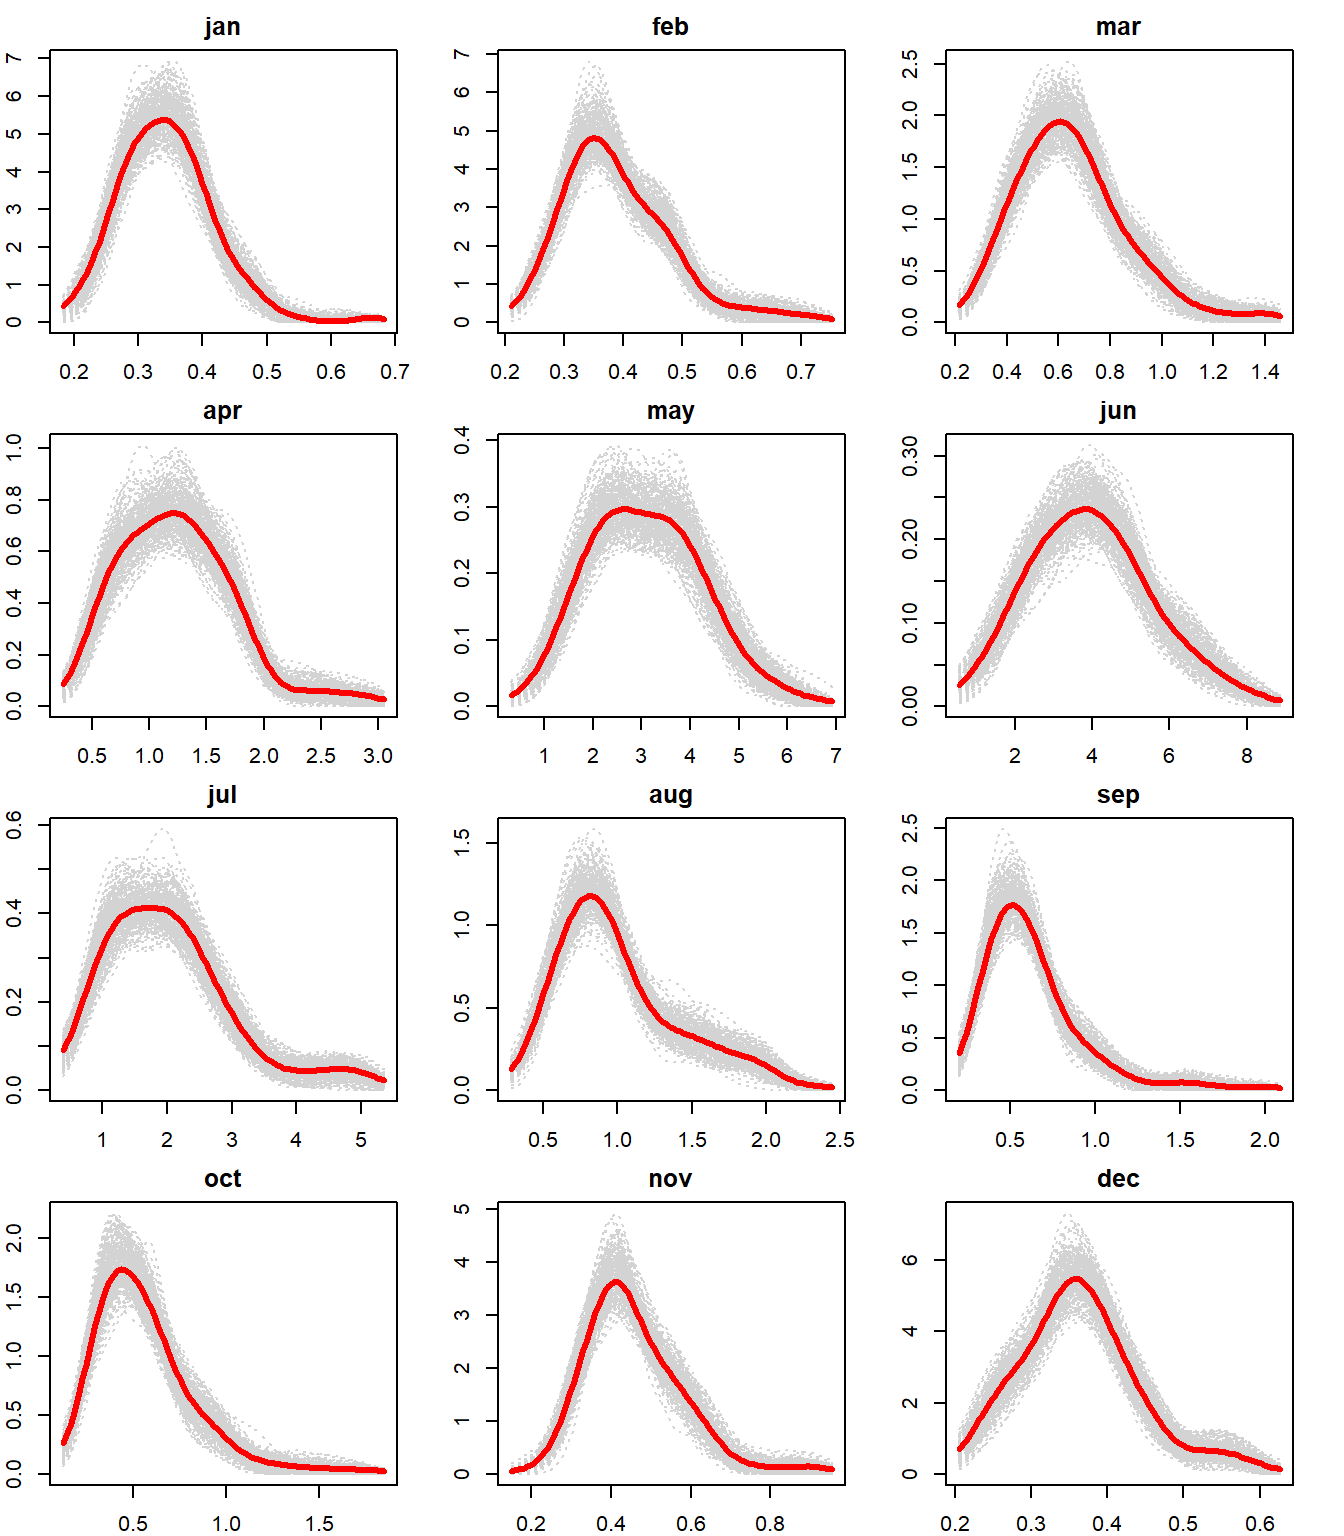 jan feb mar
0 1 2 3 4 5 6 7
0 1 2 3 4 5 6 7
0.0 0.5 1.0 1.5 2.0 2.5
0.2 0.3 0.4 0.5 0.6 0.7
0.2 0.3 0.4 0.5 0.6 0.7
0.2 0.4 0.6 0.8 1.0 1.2 1.4
apr may jun
0.0 0.2 0.4 0.6 0.8 1.0
0.0 0.1 0.2 0.3 0.4
0.00 0.10 0.20 0.30
0.5 1.0 1.5 2.0 2.5 3.0
1 2 3 4 5 6 7
2 4 6 8
jul aug sep
0.0 0.2 0.4 0.6
0.0 0.5 1.0 1.5
0.0 0.5 1.0 1.5 2.0 2.5
1 2 3 4 5
0.5 1.0 1.5 2.0 2.5
0.5 1.0 1.5 2.0
oct nov dec
0.0 0.5 1.0 1.5 2.0
0 1 2 3 4 5
0 2 4 6
0.5 1.0 1.5
0.2 0.4 0.6 0.8
0.2 0.3 0.4 0.5 0.6